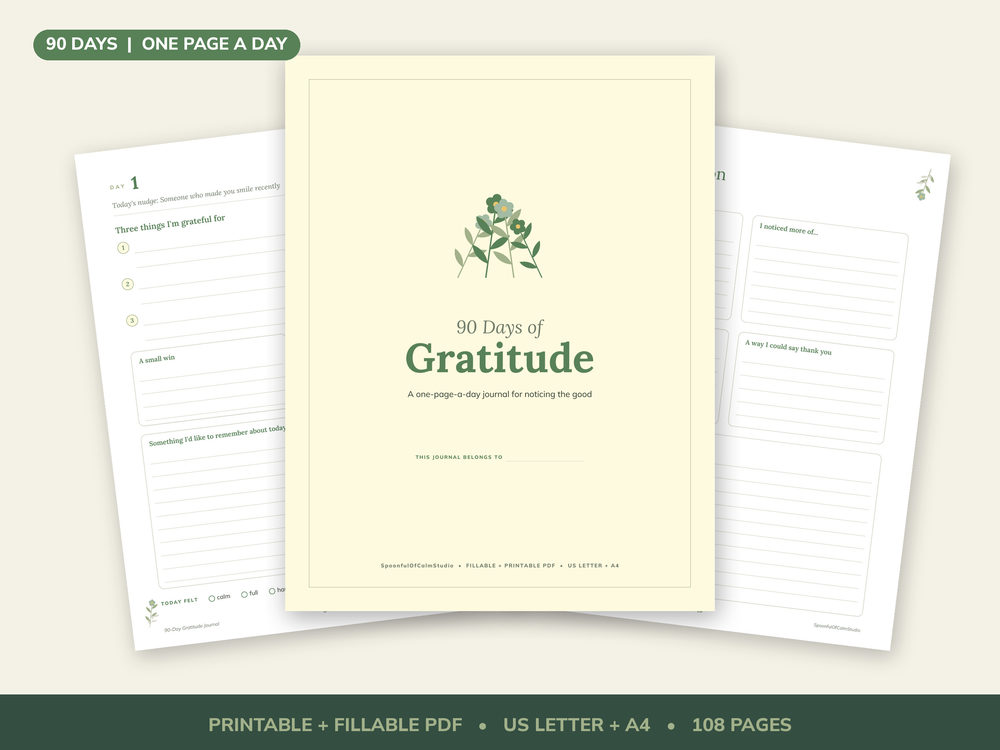 90 DAYS | ONE PAGE A DAY
DAY 1
Today's nudge: Someone who made you smile recently
Three things I'm grateful for
1
2
3
A small win
Something I'd like to remember about today
TODAY FELT calm full
90-Day Gratitude Journal
90 Days of
Gratitude
A one-page-a-day journal for noticing the good
THIS JOURNAL BELONGS TO
SpoonfulOfCalmStudio • FILLABLE + PRINTABLE PDF • US LETTER + A4
I noticed more of...
A way I could say thank you
SpoonfulOfCalmStudio
PRINTABLE + FILLABLE PDF • US LETTER + A4 • 108 PAGES